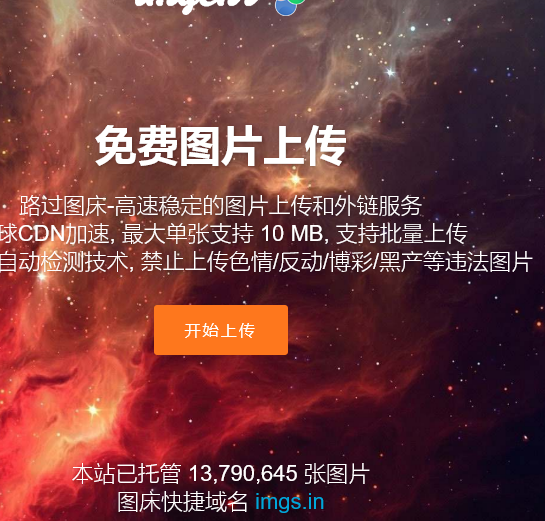 免费图片上传
路过图床-高速稳定的图片上传和外链服务
球CDN加速, 最大单张支持 10 MB, 支持批量上传
自动检测技术, 禁止上传色情/反动/博彩/黑产等违法图片
开始上传
本站已托管 13,790,645 张图片
图床快捷域名 imgs.in